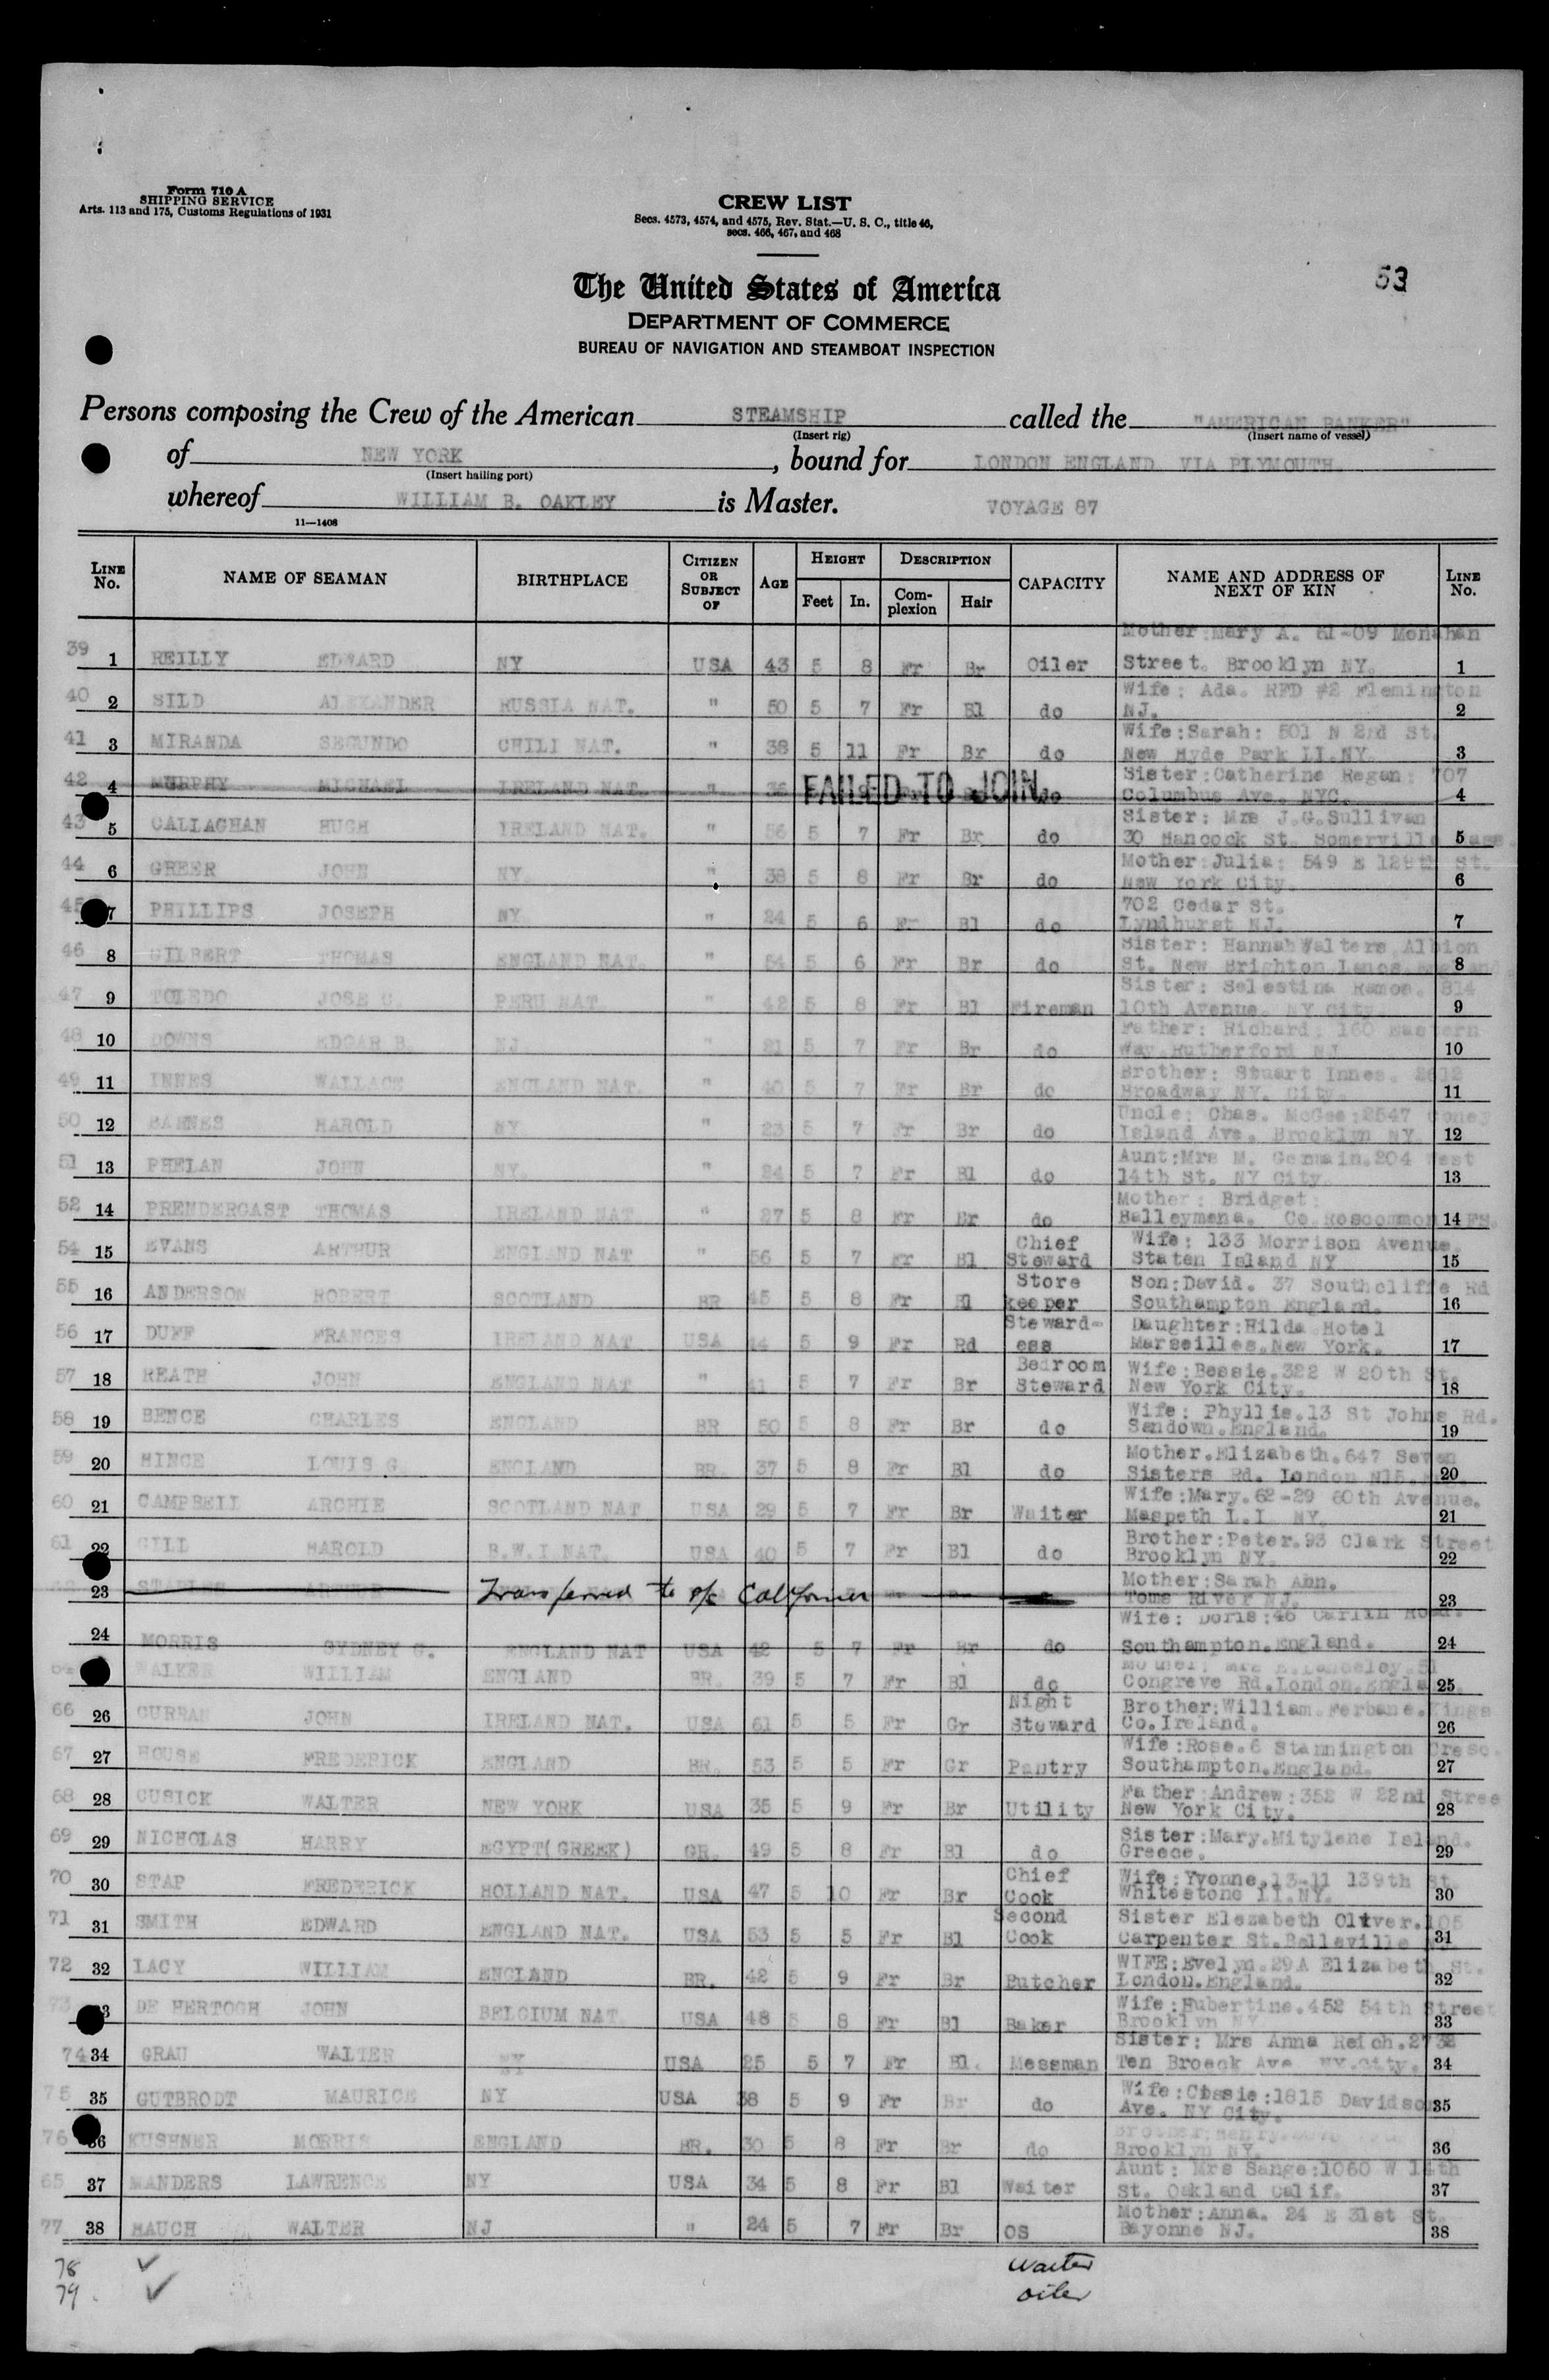 Form 710 A
SHIPPING SERVICE
Arts. 113 and 175, Customs Regulations of 1931
CREW LIST
Secs. 4573, 4574, and 4575, Rev. Stat.—U. S. C., title 46,
secs. 466, 467, and 468
53
The United States of America
DEPARTMENT OF COMMERCE
BUREAU OF NAVIGATION AND STEAMBOAT INSPECTION
Persons composing the Crew of the American STEAMSHIP called the "AMERICAN BANKER"
(Insert rig) (Insert name of vessel)
of NEW YORK, bound for LONDON ENGLAND VIA PLYMOUTH
(Insert hailing port)
whereof WILLIAM B. OAKLEY is Master. VOYAGE 87
11—1408
LINE No. NAME OF SEAMAN BIRTHPLACE CITIZEN OR SUBJECT OF AGE HEIGHT Feet In. DESCRIPTION Complexion Hair CAPACITY NAME AND ADDRESS OF NEXT OF KIN LINE No.
Mother:Mary A. 61-09 Monahan
39 1 REILLY EDWARD NY USA 43 5 8 Fr Br Oiler Street. Brooklyn NY. 1
Wife: Ada. RFD #2 Flemington
40 2 SILD ALEXANDER RUSSIA NAT. " 50 5 7 Fr Bl do NJ. 2
Wife:Sarah: 501 N 2rd St.
41 3 MIRANDA SEGUNDO CHILI NAT. " 38 5 11 Fr Br do New Hyde Park LI.NY. 3
Sister:Catherine Regan: 707
42 4 MURPHY MICHAEL IRELAND NAT. " FAILED TO JOIN do Columbus Ave. NYC. 4
Sister: Mrs J.G.Sullivan
43 5 CALLAGHAN HUGH IRELAND NAT. " 56 5 7 Fr Br do 30 Hancock St. Somerville Mass. 5
Mother:Julia: 549 E 128th St.
44 6 GREER JOHN NY. " 38 5 8 Fr Br do New York City. 6
702 Cedar St.
45 7 PHILLIPS JOSEPH NY " 24 5 6 Fr Bl do Lyndhurst NJ. 7
Sister: Hannah Walters Albion
46 8 GILBERT THOMAS ENGLAND NAT. " 54 5 6 Fr Br do St. New Brighton Lancs. England 8
Sister: Selestina Ramos. 814
47 9 TOLEDO JOSE C. PERU NAT. " 42 5 8 Fr Bl Fireman 10th Avenue. NY City. 9
Father: Richard: 160 Eastern
48 10 DOWNS EDGAR B. NJ " 21 5 7 Fr Br do Way.Rutherford NJ 10
Brother: Stuart Innes. 2612
49 11 INNES WALLACE ENGLAND NAT. " 40 5 7 Fr Br do Broadway NY. City. 11
Uncle: Chas. McGee:2547 Coney
50 12 BARNES HAROLD NY " 23 5 7 Fr Br do Island Ave. Brooklyn NY 12
Aunt:Mrs M. Germain.204 West
51 13 PHELAN JOHN NY. " 24 5 7 Fr Bl do 14th St. NY City. 13
Mother: Bridget:
52 14 PRENDERGAST THOMAS IRELAND NAT " 27 5 8 Fr Br do Balleymena. Co Roscommon IFS. 14
Chief Wife: 133 Morrison Avenue.
54 15 EVANS ARTHUR ENGLAND NAT " 56 5 7 Fr Bl Steward Staten Island NY 15
Store Son:David. 37 Southcliffe Rd
55 16 ANDERSON ROBERT SCOTLAND BR 45 5 8 Fr Bl keeper Southampton England. 16
Steward- Daughter:Hilda Hotel
56 17 DUFF FRANCES IRELAND NAT USA 44 5 9 Fr Rd ess Marseilles.New York. 17
Bedroom Wife:Bessie.322 W 20th St.
57 18 REATH JOHN ENGLAND NAT " 41 5 7 Fr Br Steward New York City. 18
Wife: Phyllis.13 St Johns Rd.
58 19 BENCE CHARLES ENGLAND BR 50 5 8 Fr Br do Sandown.England. 19
Mother.Elizabeth.647 Seven
59 20 HINCE LOUIS G. ENGLAND BR. 37 5 8 Fr Bl do Sisters Rd. London N15. 20
Wife:Mary.62-29 60th Avenue.
60 21 CAMPBELL ARCHIE SCOTLAND NAT USA 29 5 7 Fr Br Waiter Maspeth L.I NY. 21
Brother:Peter.93 Clark Street
61 22 GILL HAROLD B.W.I NAT. USA 40 5 7 Fr Bl do Brooklyn NY. 22
Mother:Sarah Ann.
23 Transferred to s/s California Toms River NJ. 23
Wife: Doris:46 Carlin Road.
24 MORRIS SYDNEY G. ENGLAND NAT USA 42 5 7 Fr Br do Southampton.England. 24
64 WALKER WILLIAM ENGLAND BR. 39 5 7 Fr Bl do Congreve Rd.London.England. 25
Night Brother:William.Ferbane.Kings
66 26 CURRAN JOHN IRELAND NAT. USA 61 5 5 Fr Gr Steward Co.Ireland. 26
Wife:Rose.6 Stannington Cresc.
67 27 HOUSE FREDERICK ENGLAND BR. 53 5 5 Fr Gr Pantry Southampton.England. 27
Father:Andrew:352 W 22nd Stree
68 28 CUSICK WALTER NEW YORK USA 35 5 9 Fr Br Utility New York City. 28
Sister:Mary.Mitylene Island.
69 29 NICHOLAS HARRY EGYPT(GREEK) GR. 49 5 8 Fr Bl do Greece. 29
Chief Wife:Yvonne.13-11 139th St.
70 30 STAP FREDERICK HOLLAND NAT. USA 47 5 10 Fr Br Cook Whitestone LI.NY. 30
Second Sister Elezabeth Oliver.105
71 31 SMITH EDWARD ENGLAND NAT. USA 53 5 5 Fr Bl Cook Carpenter St.Belleville 31
WIFE:Evelyn.29A Elizabeth St.
72 32 LACY WILLIAM ENGLAND BR. 42 5 9 Fr Br Butcher London.England. 32
Wife:Hubertine.452 54th Street
73 33 DE HERTOGH JOHN BELGIUM NAT. USA 48 5 8 Fr Bl Baker Brooklyn NY 33
Sister: Mrs Anna Reich.2732
74 34 GRAU WALTER NY USA 25 5 7 Fr Bl. Messman Ten Broeck Ave NY.City. 34
Wife:Cissie:1815 Davidson
75 35 GUTBRODT MAURICE NY USA 38 5 9 Fr Br do Ave. NY City. 35
76 36 KUSHNER MORRIS ENGLAND BR. 30 5 8 Fr Br do Brooklyn NY. 36
Aunt: Mrs Sange:1060 W 14th
65 37 MANDERS LAWRENCE NY USA 34 5 8 Fr Bl Waiter St. Oakland Calif. 37
Mother:Anna. 24 E 31st St.
77 38 HAUCH WALTER NJ " 24 5 7 Fr Br OS Bayonne NJ. 38
78 Waiter
79 Oiler